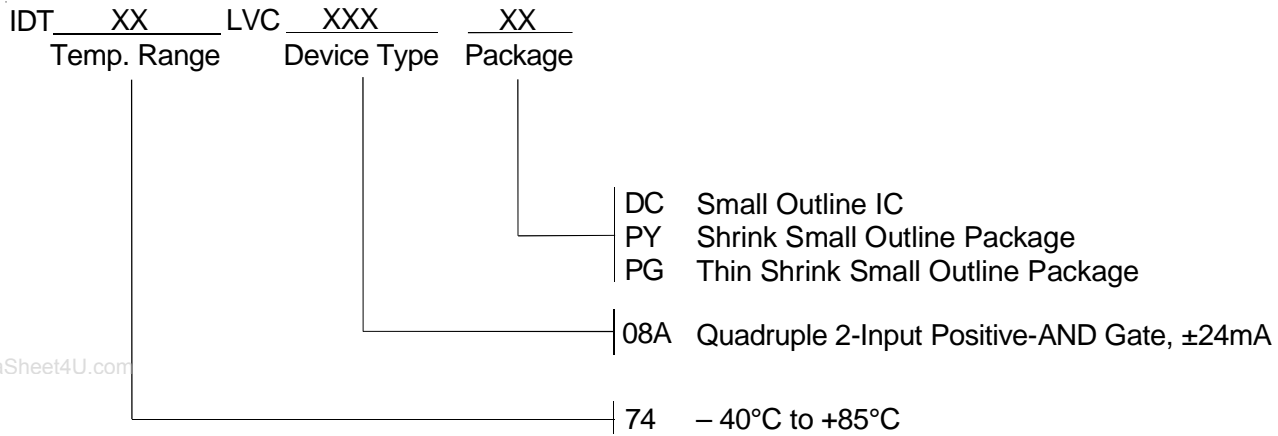 IDT XX LVC XXX XX
Temp. Range Device Type Package
DC Small Outline IC
PY Shrink Small Outline Package
PG Thin Shrink Small Outline Package
08A Quadruple 2-Input Positive-AND Gate, ±24mA
aSheet4U.com
74 – 40°C to +85°C